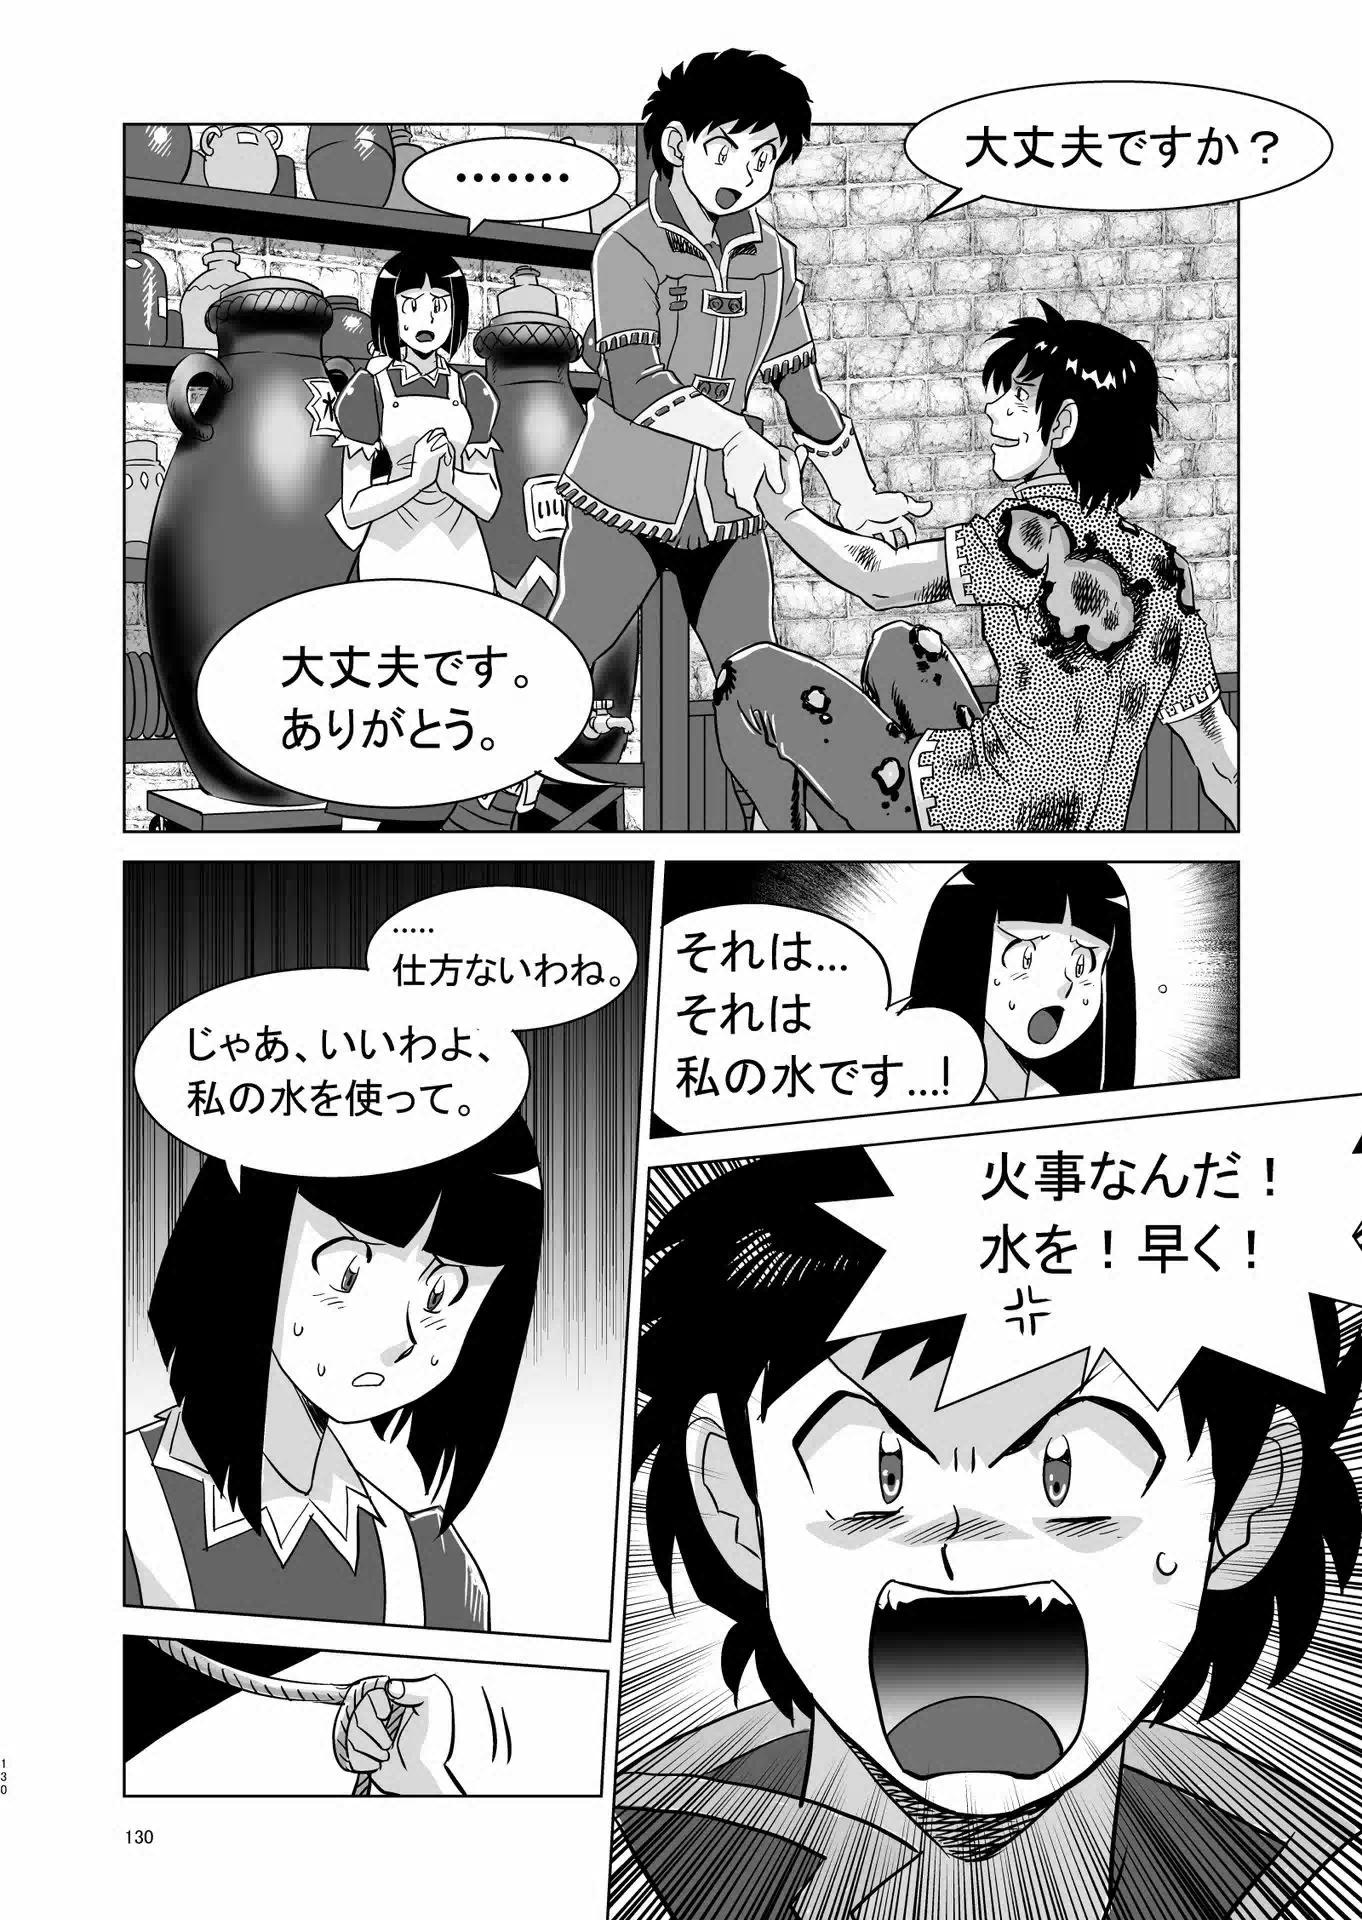 大丈夫ですか？
･･･････
大丈夫です。
ありがとう。
それは…
それは
私の水です…!
火事なんだ！
水を！早く！
･････
仕方ないわね。
じゃあ、いいわよ、
私の水を使って。
130
130